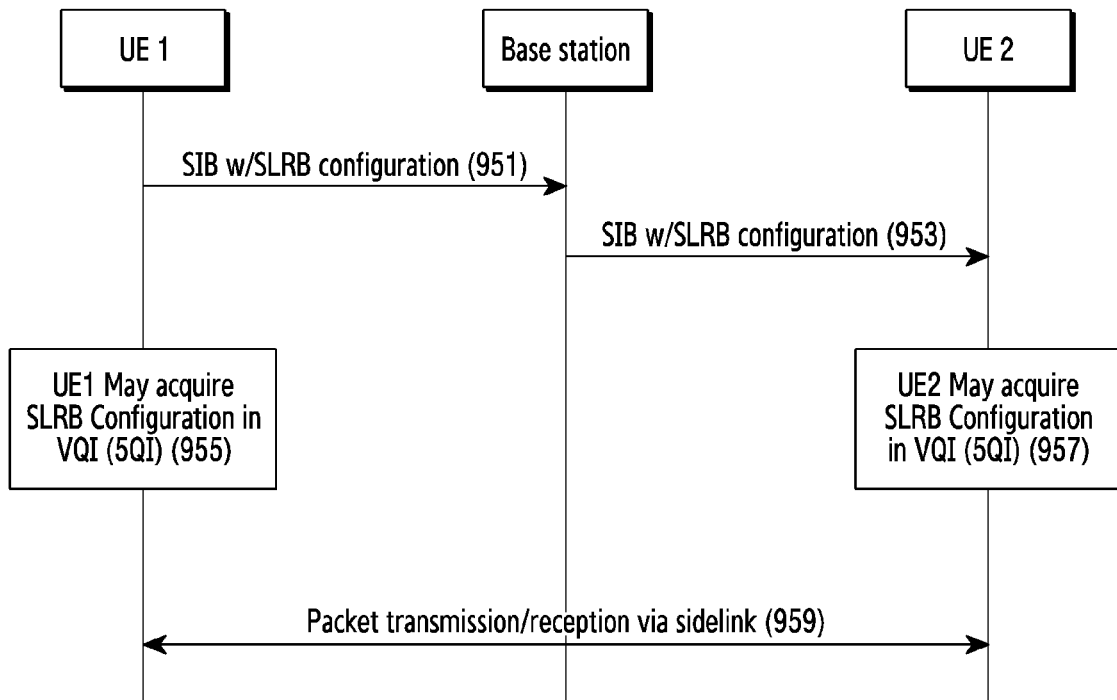 UE 1
Base station
UE 2
SIB w/SLRB configuration (951)
SIB w/SLRB configuration (953)
UE1 May acquire
SLRB Configuration in
VQI (5QI) (955)
UE2 May acquire
SLRB Configuration
in VQI (5QI) (957)
Packet transmission/reception via sidelink (959)